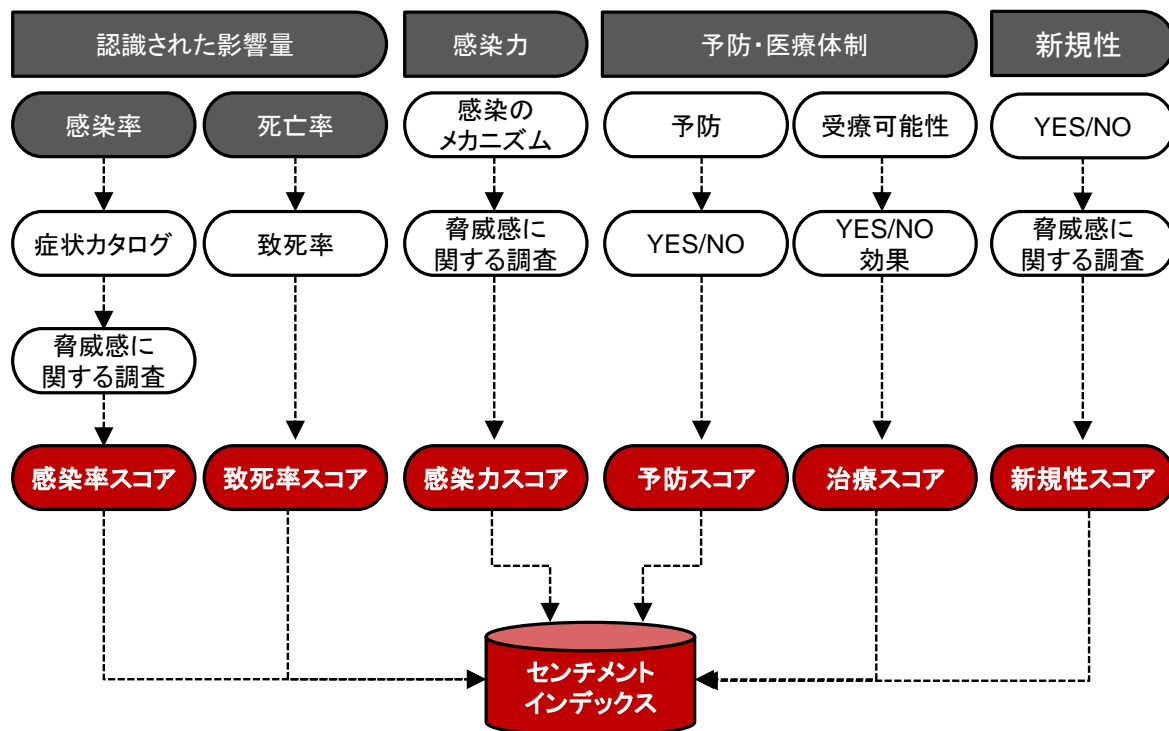 認識された影響量
感染力
予防・医療体制
新規性
感染率
死亡率
感染の
メカニズム
予防
受療可能性
YES/NO
症状カタログ
致死率
脅威感に
関する調査
YES/NO
YES/NO
効果
脅威感に
関する調査
脅威感に
関する調査
感染率スコア
致死率スコア
感染力スコア
予防スコア
治療スコア
新規性スコア
センチメント
インデックス